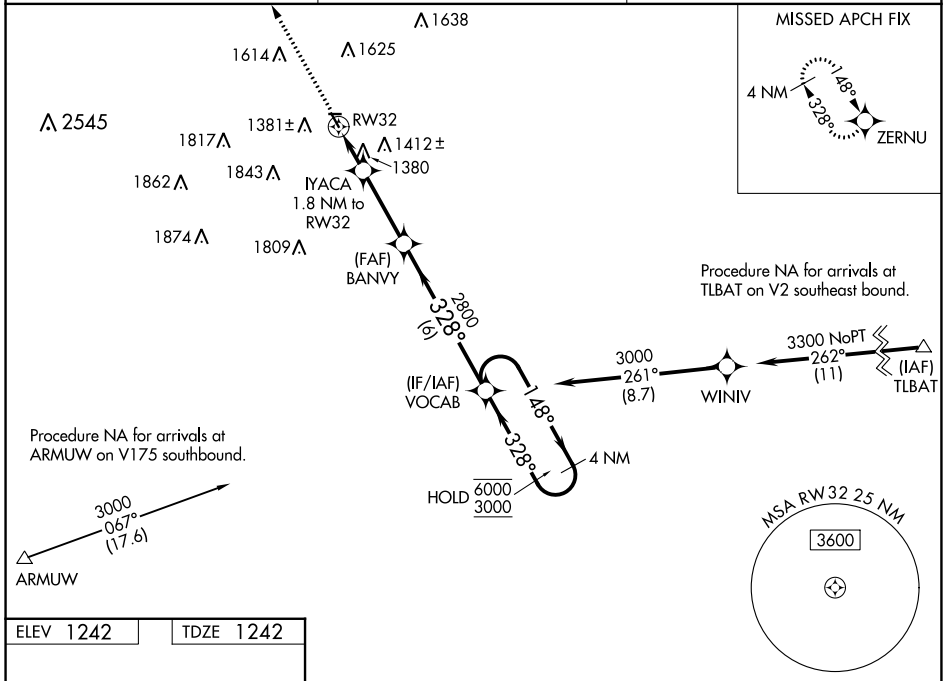 1638
1625
1614
2545
1817
1381±
RW32
1412±
1380
1862
1843
IYACA
1.8 NM to
RW32
1874
1809
(FAF)
BANVY
2800
328°
(6)
(IF/IAF)
VOCAB
148°
328°
4 NM
HOLD
6000
3000
MISSED APCH FIX
4 NM
148°
328°
ZERNU
Procedure NA for arrivals at
TLBAT on V2 southeast bound.
3300 NoPT
262°
(11)
(IAF)
TLBAT
3000
261°
(8.7)
WINIV
Procedure NA for arrivals at
ARMUW on V175 southbound.
3000
067°
(17.6)
ARMUW
MSA RW32 25 NM
3600
ELEV 1242
TDZE 1242